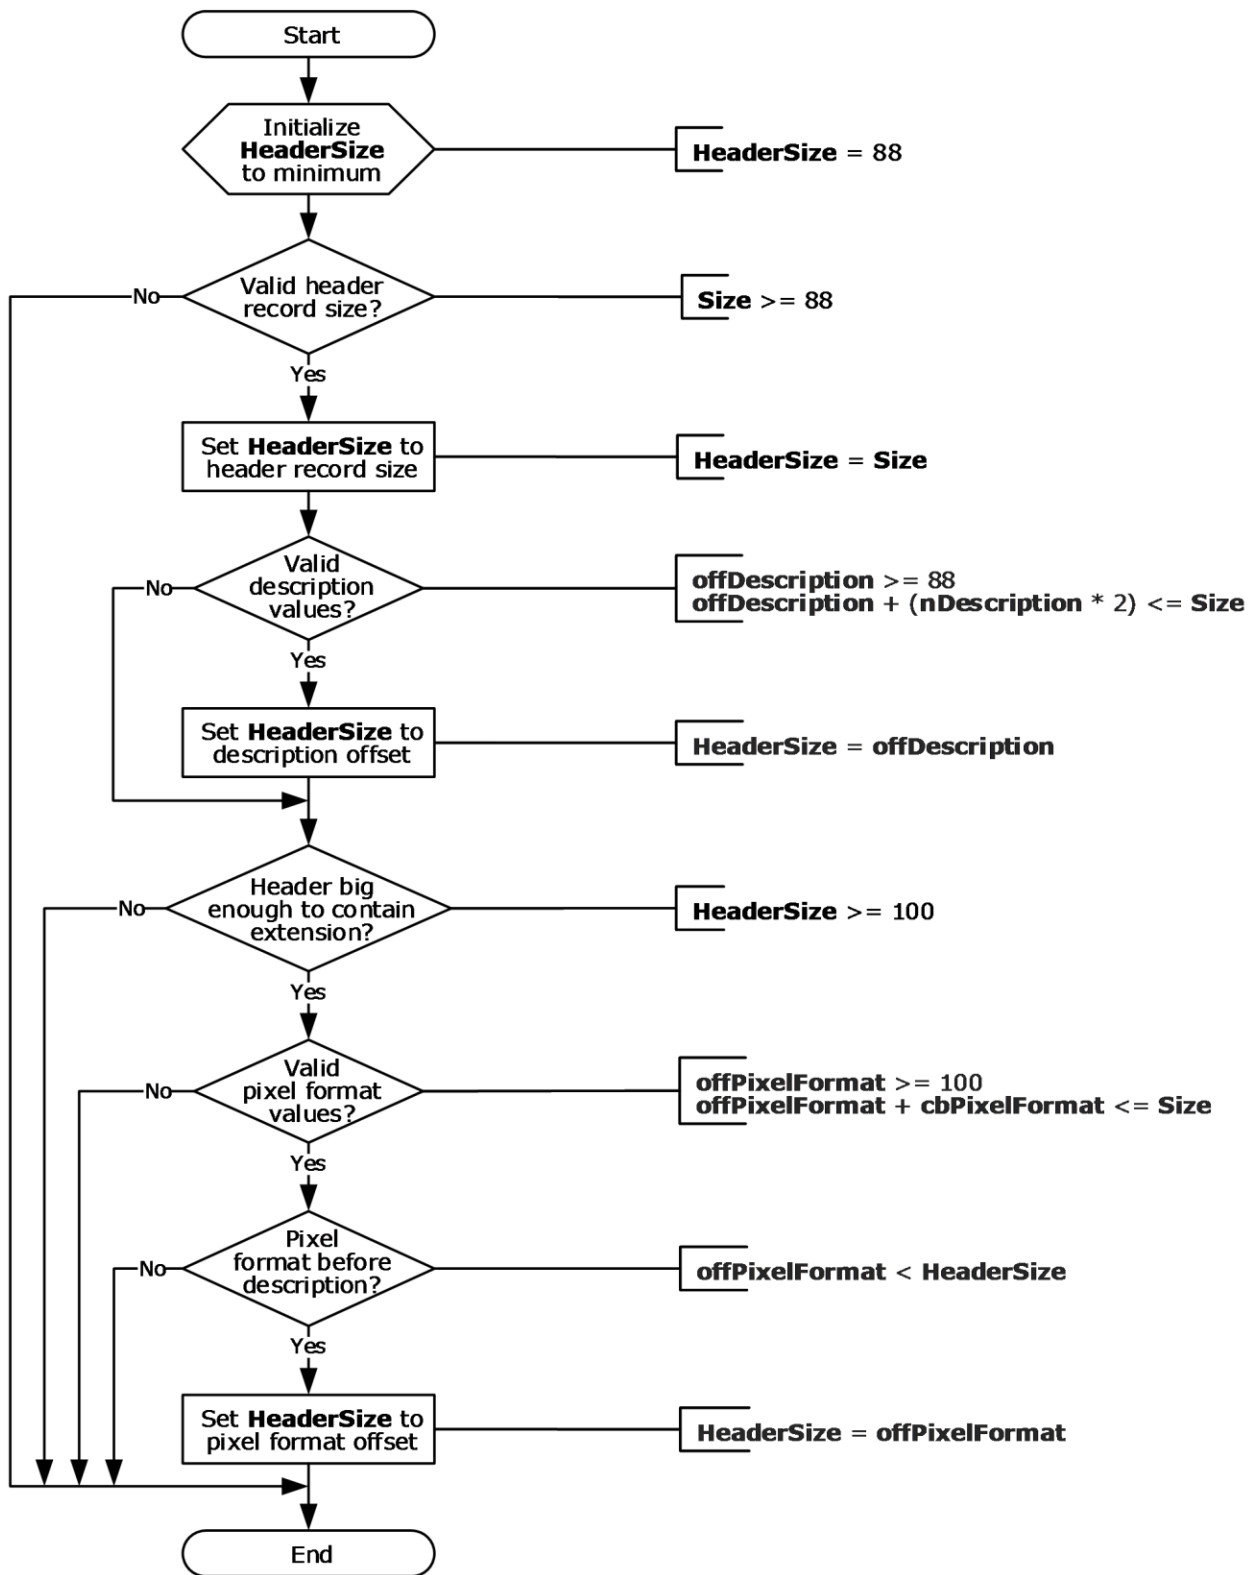 Start
Initialize
HeaderSize
to minimum
HeaderSize = 88
Valid header
record size?
No
Size >= 88
Yes
Set HeaderSize to
header record size
HeaderSize = Size
Valid
description
values?
No
offDescription >= 88
offDescription + (nDescription * 2) <= Size
Yes
Set HeaderSize to
description offset
HeaderSize = offDescription
Header big
enough to contain
extension?
No
HeaderSize >= 100
Yes
Valid
pixel format
values?
No
offPixelFormat >= 100
offPixelFormat + cbPixelFormat <= Size
Yes
Pixel
format before
description?
No
offPixelFormat < HeaderSize
Yes
Set HeaderSize to
pixel format offset
HeaderSize = offPixelFormat
End